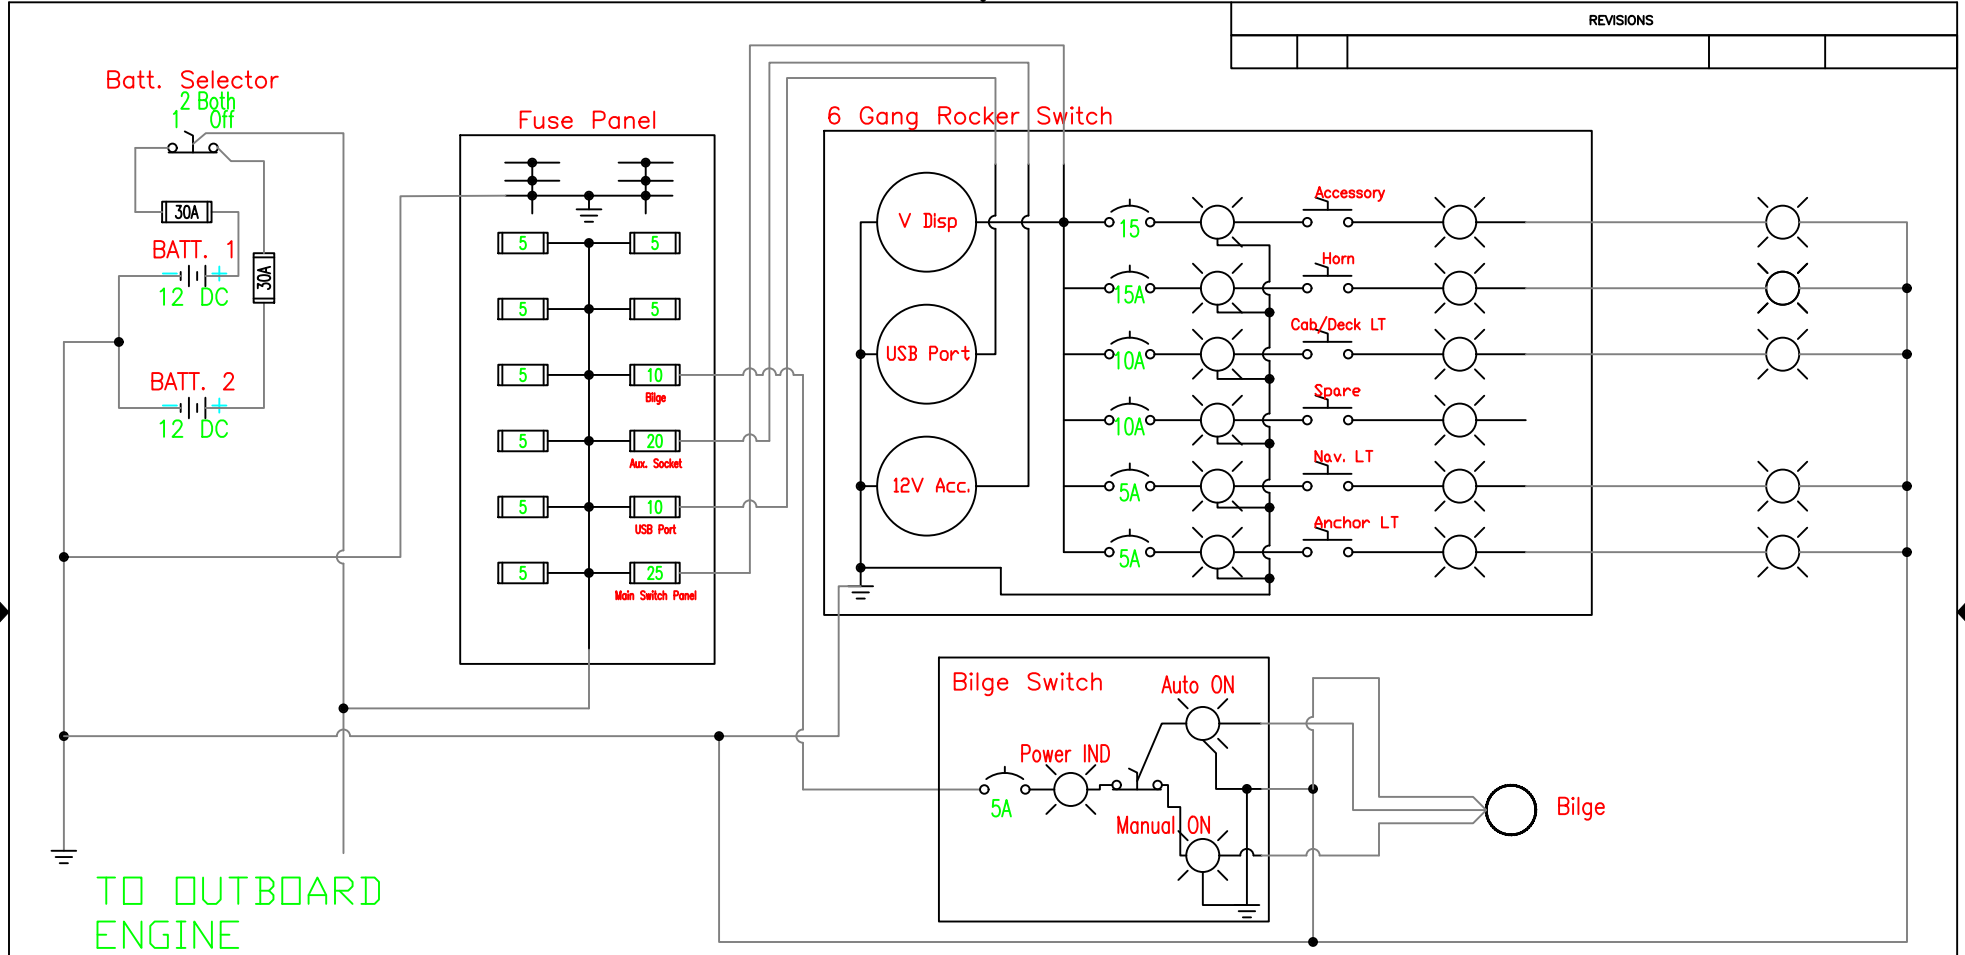 REVISIONS
Batt. Selector
2 Both
1 Off
30A
BATT. 1
12 DC
30A
BATT. 2
12 DC
TO OUTBOARD
ENGINE
Fuse Panel
5 5
5 5
5 10
Bilge
5 20
Aux. Socket
5 10
USB Port
5 25
Main Switch Panel
6 Gang Rocker Switch
V Disp
USB Port
12V Acc.
15
Accessory
15A
Horn
10A
Cab/Deck LT
10A
Spare
5A
Nav. LT
5A
Anchor LT
Bilge Switch
Auto ON
Power IND
5A
Manual ON
Bilge